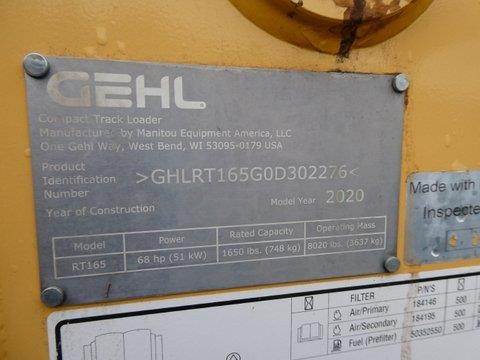 GEHL
Compact Track Loader
Manufactured by Manitou Equipment America, LLC
One Gehl Way, West Bend, WI 53095-0179 USA
Product
Identification >GHLRT165G0D302276<
Number
Model Year 2020
Year of Construction
Model Power Rated Capacity Operating Mass
RT165 68 hp (51 kW) 1650 lbs. (748 kg) 8020 lbs. (3637 kg)
Made with
Inspecte
FILTER P/N'S
Air/Primary 184146 500
Air/Secondary 184195 500
Fuel (Prefilter) 50350550 500